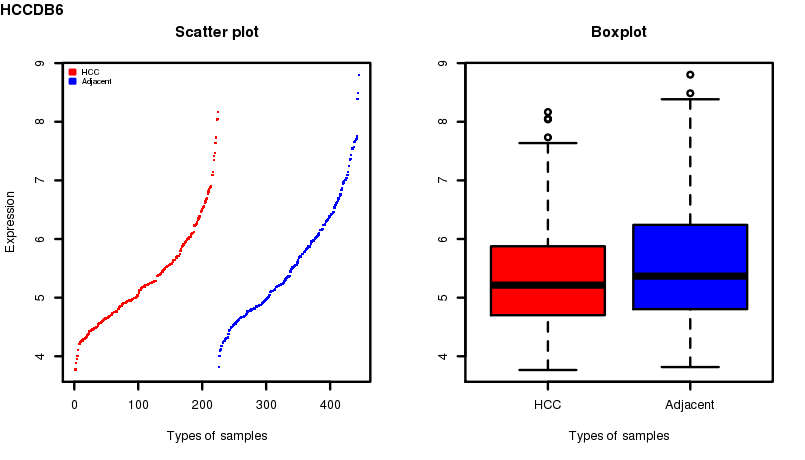 HCCDB6
Scatter plot
Boxplot
HCC
Adjacent
Expression
9
8
7
6
5
4
0 100 200 300 400
Types of samples
9
8
7
6
5
4
HCC Adjacent
Types of samples